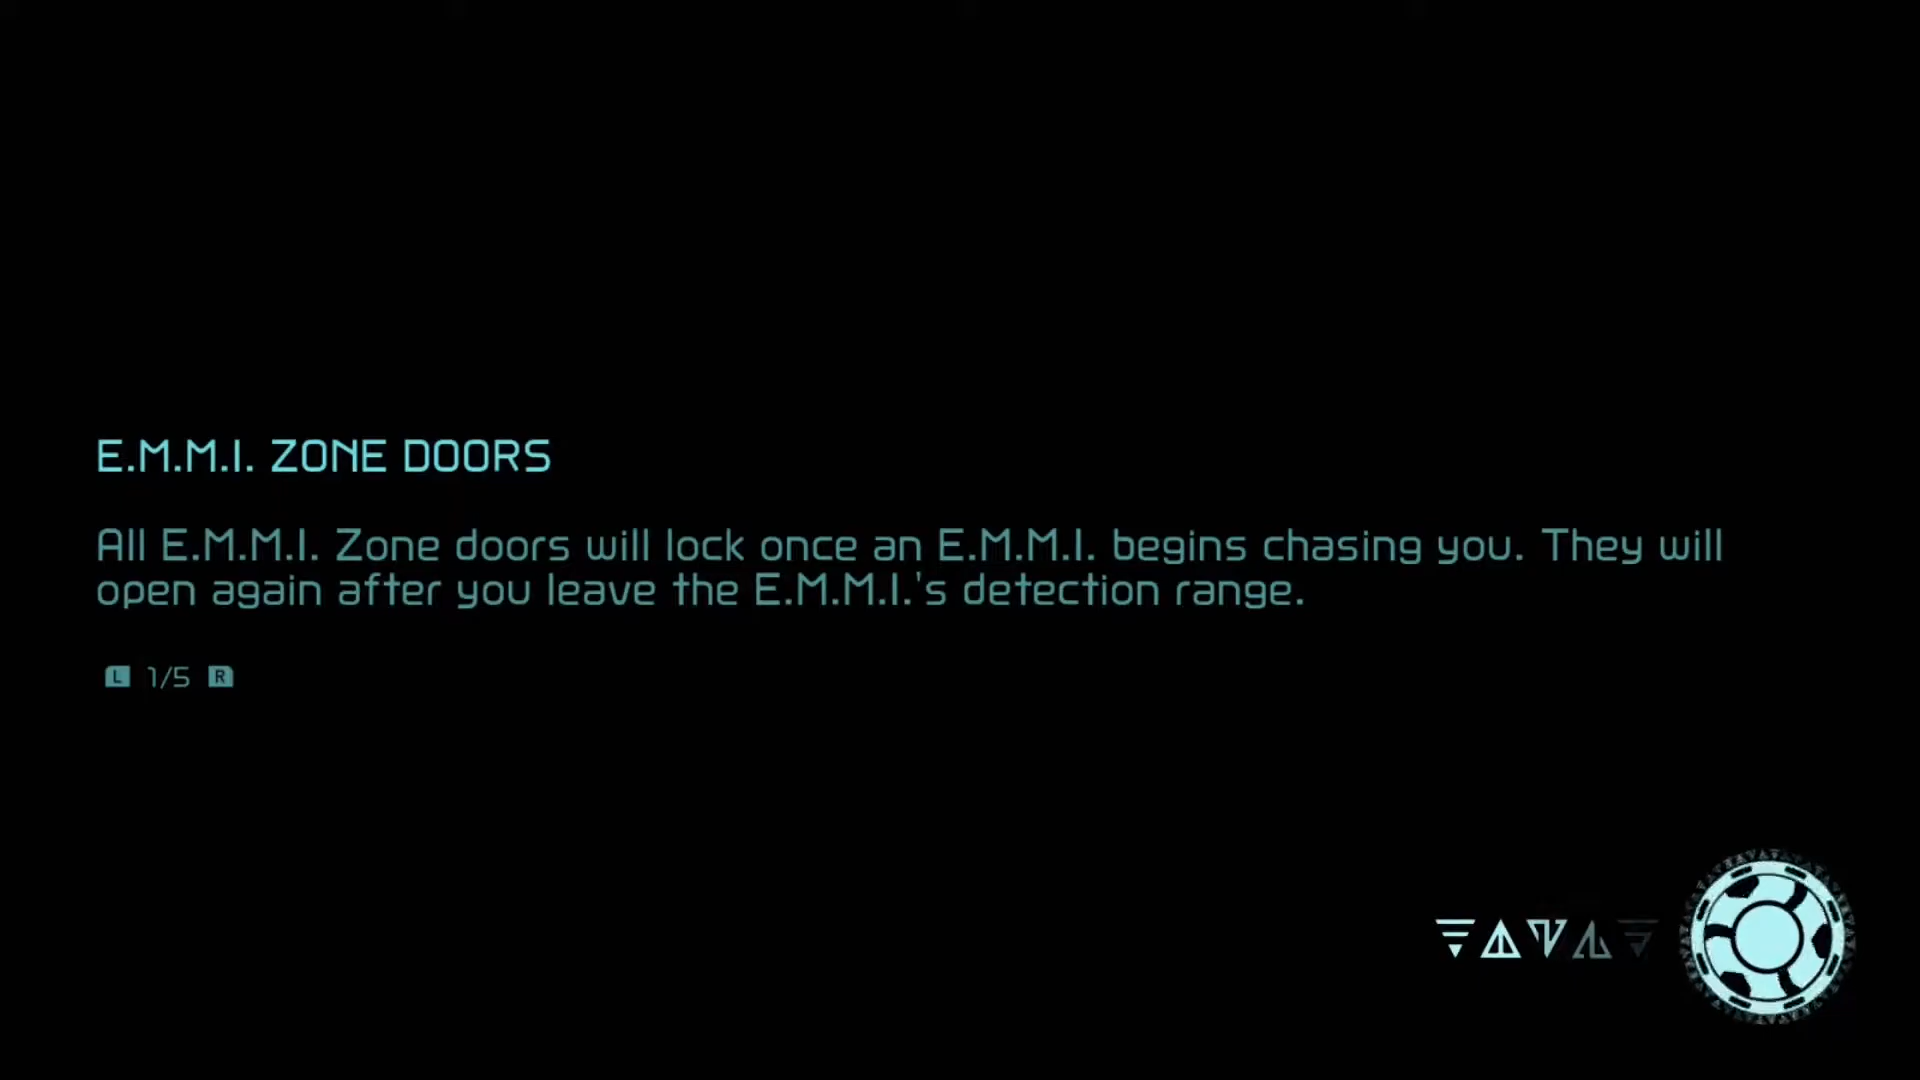 E.M.M.I. ZONE DOORS
All E.M.M.I. Zone doors will lock once an E.M.M.I. begins chasing you. They will
open again after you leave the E.M.M.I.'s detection range.
L 1/5 R